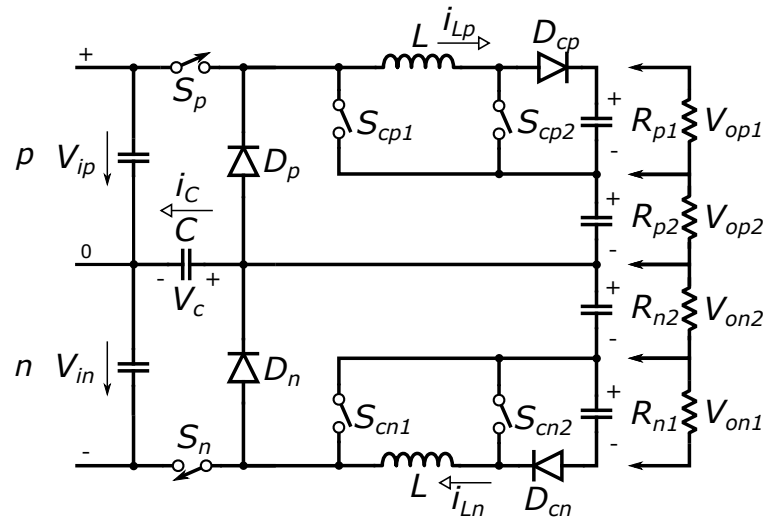 i_Lp
L
D_cp
+
S_p
S_cp1
S_cp2
+
-
R_p1
V_op1
p
V_ip
D_p
i_C
C
+
-
R_p2
V_op2
0
-
+
V_c
+
-
R_n2
V_on2
n
V_in
D_n
S_cn1
S_cn2
+
-
R_n1
V_on1
S_n
-
L
i_Ln
D_cn